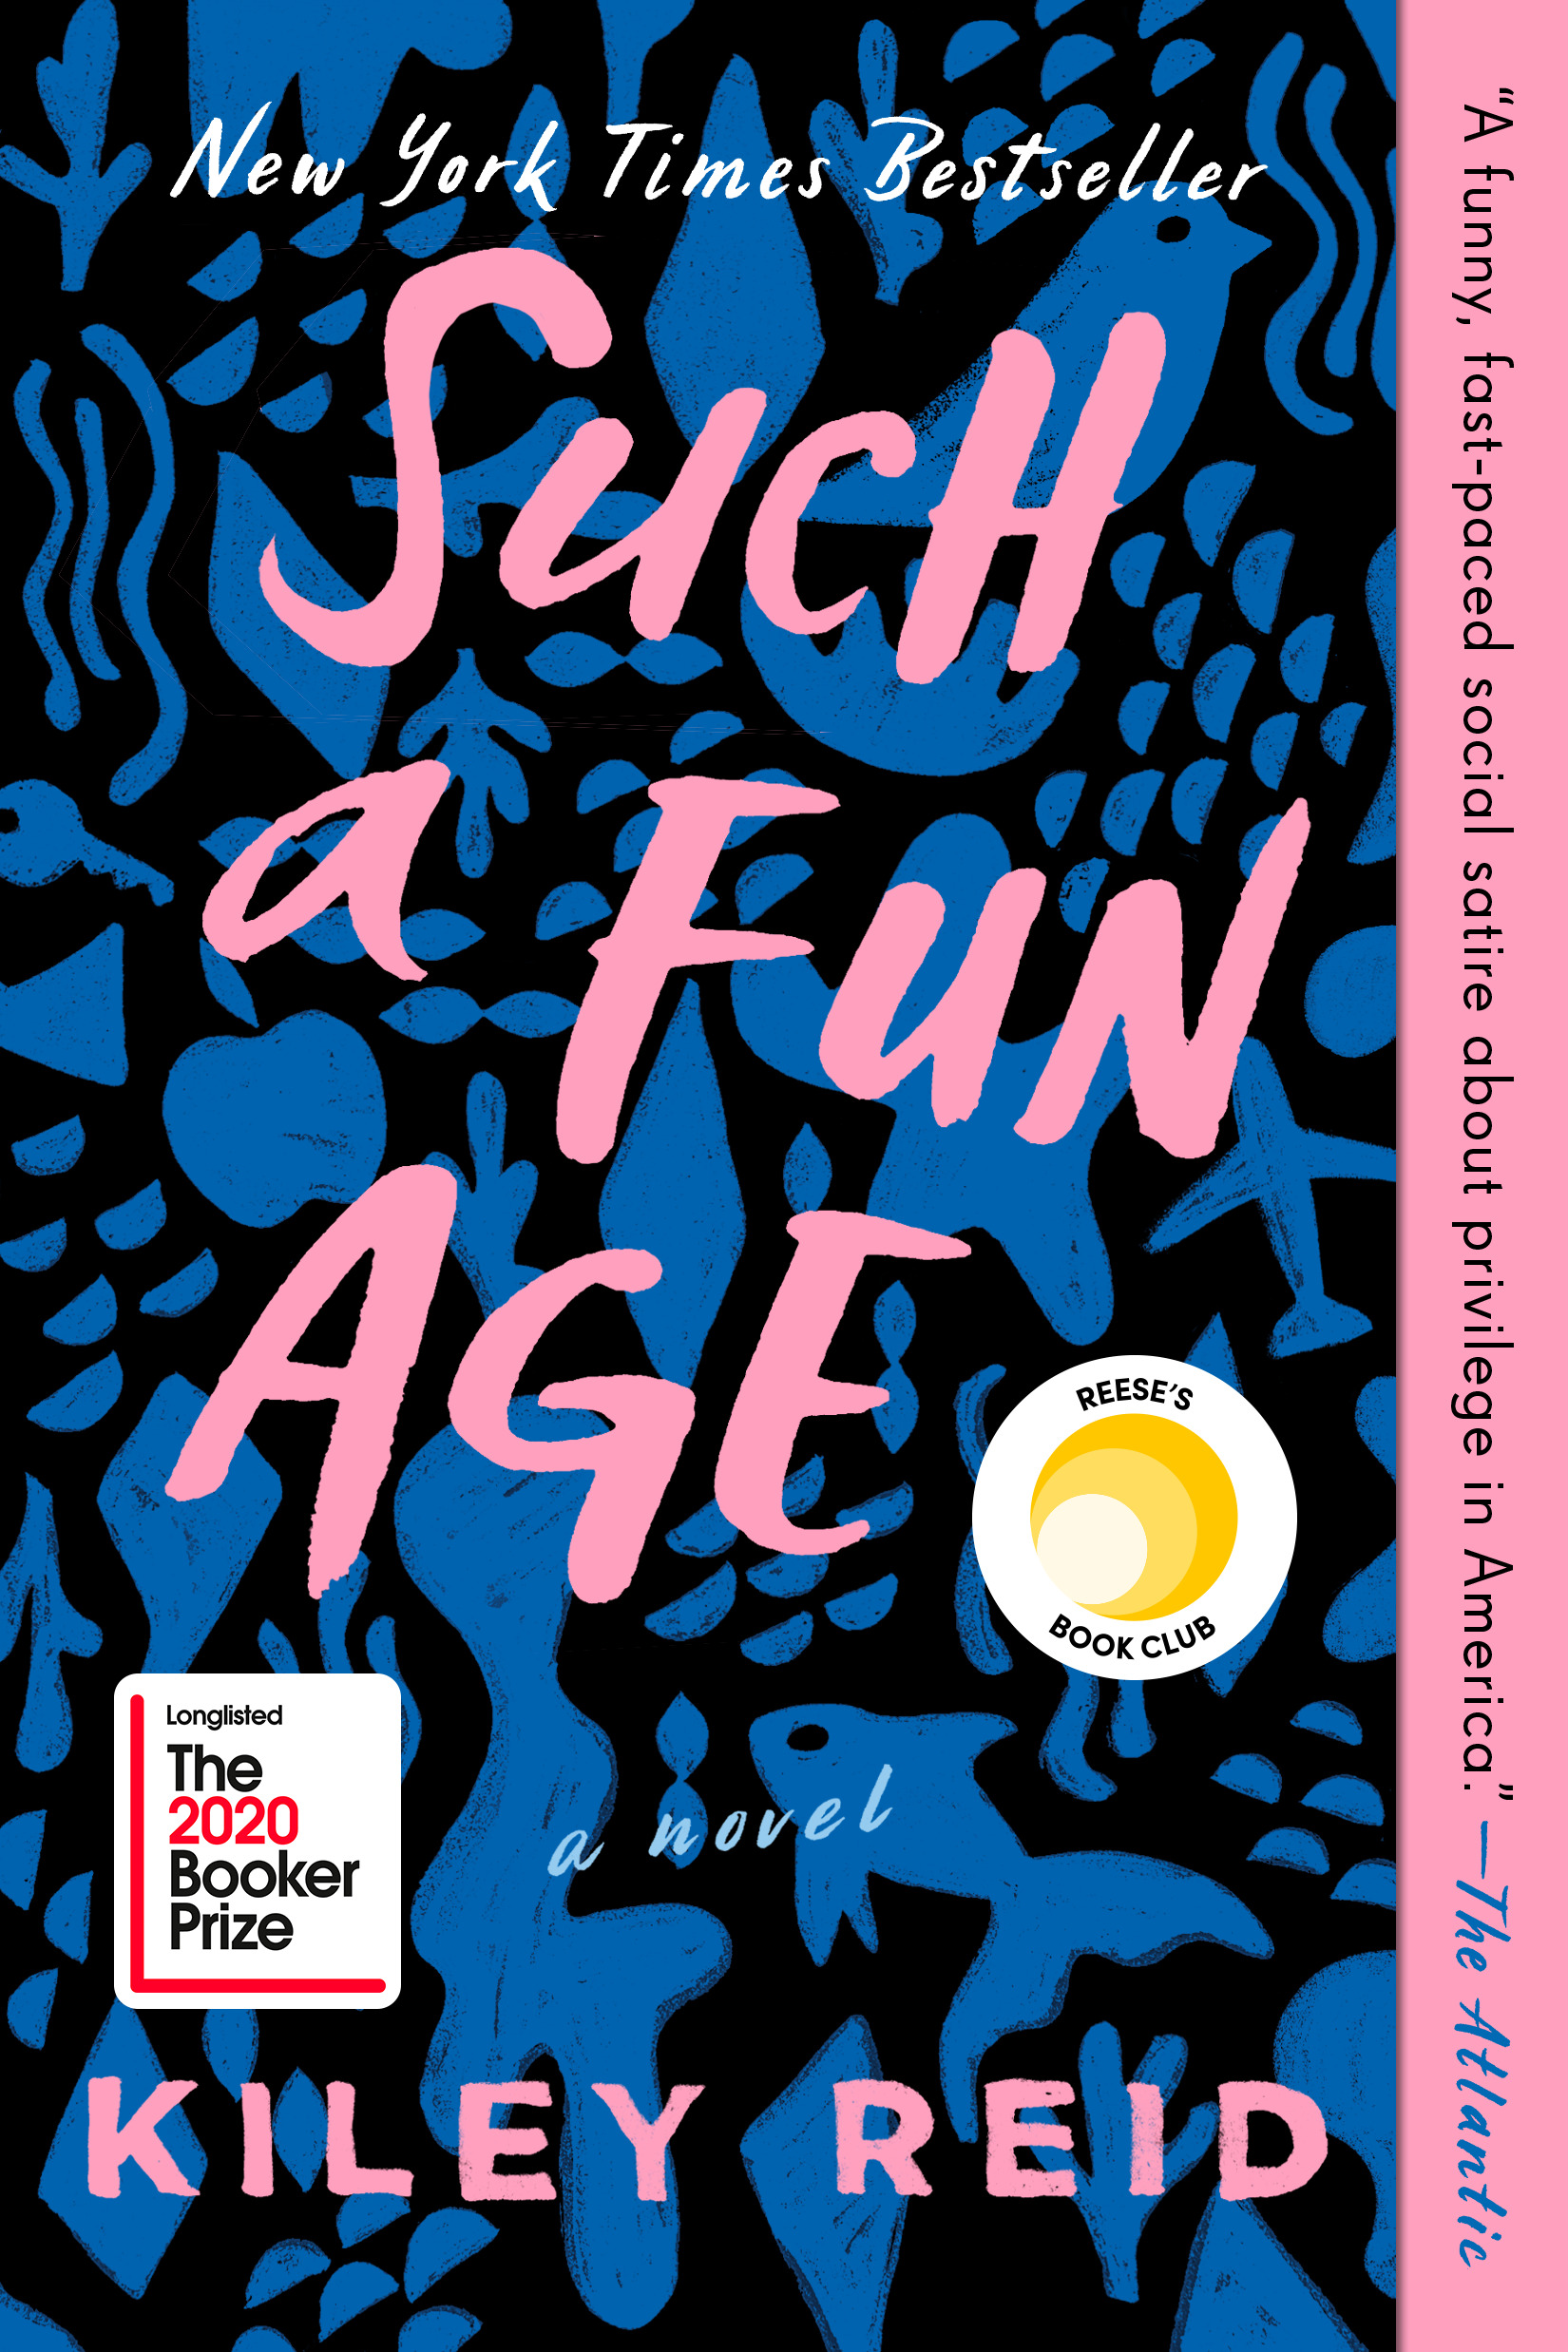 New York Times Bestseller
SUCH
a FUN
AGE
REESE'S
BOOK CLUB
Longlisted
The
2020
Booker
Prize
a novel
KILEY REID
“A funny, fast-paced social satire about privilege in America.” —The Atlantic